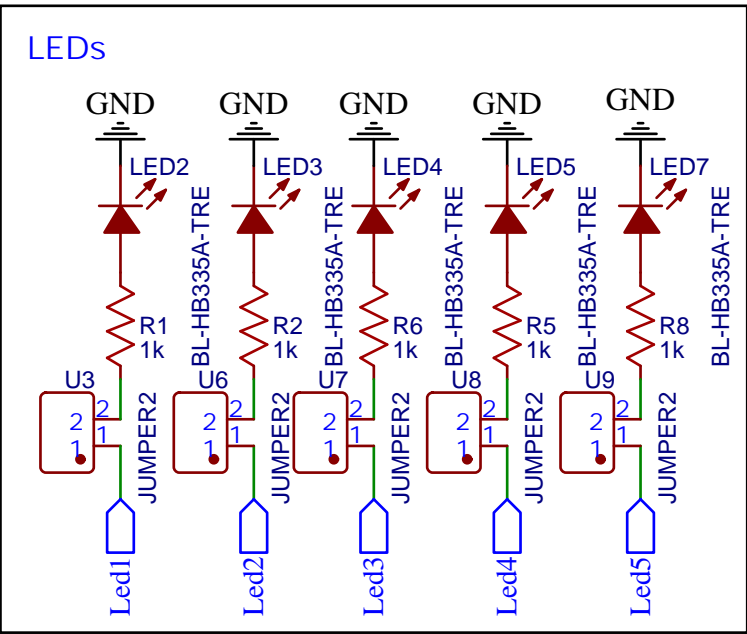 LEDs
GND GND GND GND GND
LED2 LED3 LED4 LED5 LED7
BL-HB335A-TRE BL-HB335A-TRE BL-HB335A-TRE BL-HB335A-TRE BL-HB335A-TRE
R1 R2 R6 R5 R8
1k 1k 1k 1k 1k
U3 U6 U7 U8 U9
2 2 2 2 2 2 2 2 2 2
1 1 1 1 1 1 1 1 1 1
JUMPER2 JUMPER2 JUMPER2 JUMPER2 JUMPER2
Led1 Led2 Led3 Led4 Led5